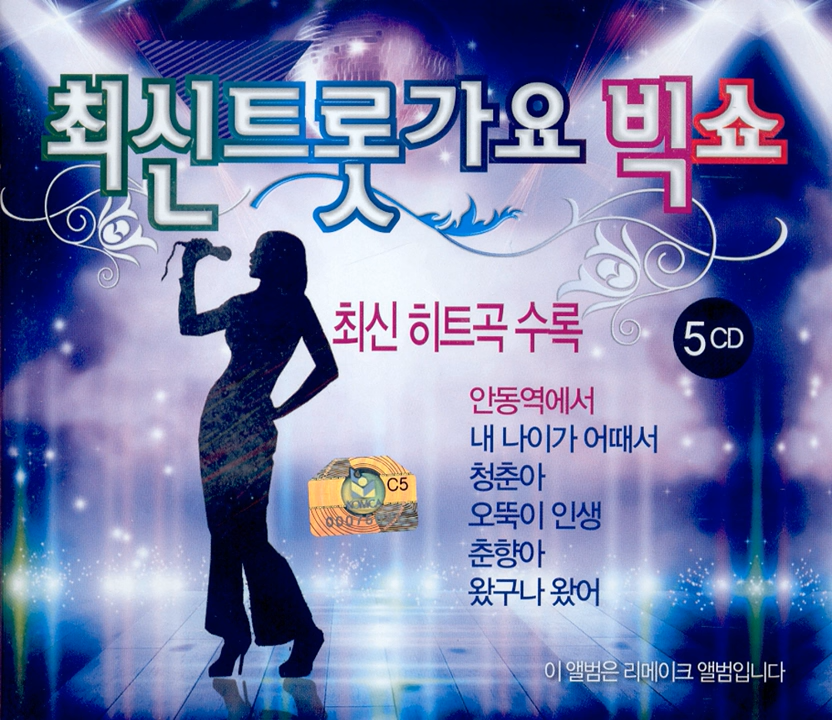 최신트롯가요 빅쇼
최신 히트곡 수록
5CD
안동역에서
내 나이가 어때서
청춘아
오뚝이 인생
춘향아
왔구나 왔어
C5
이 앨범은 리메이크 앨범입니다